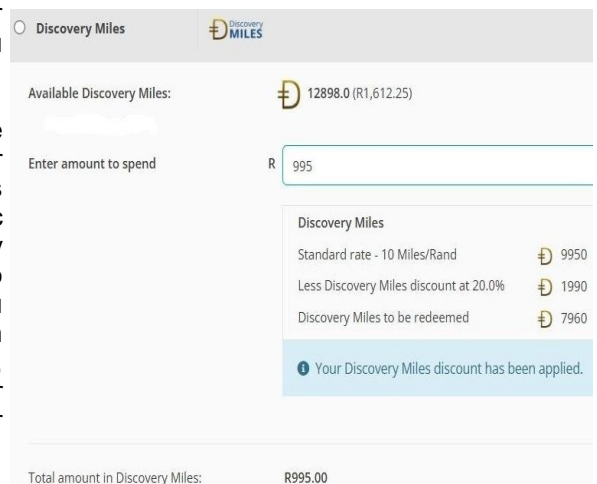 Discovery Miles
Discovery
MILES
Available Discovery Miles:
12898.0 (R1,612.25)
Enter amount to spend
R 995
Discovery Miles
Standard rate - 10 Miles/Rand 9950
Less Discovery Miles discount at 20.0% 1990
Discovery Miles to be redeemed 7960
Your Discovery Miles discount has been applied.
Total amount in Discovery Miles: R995.00